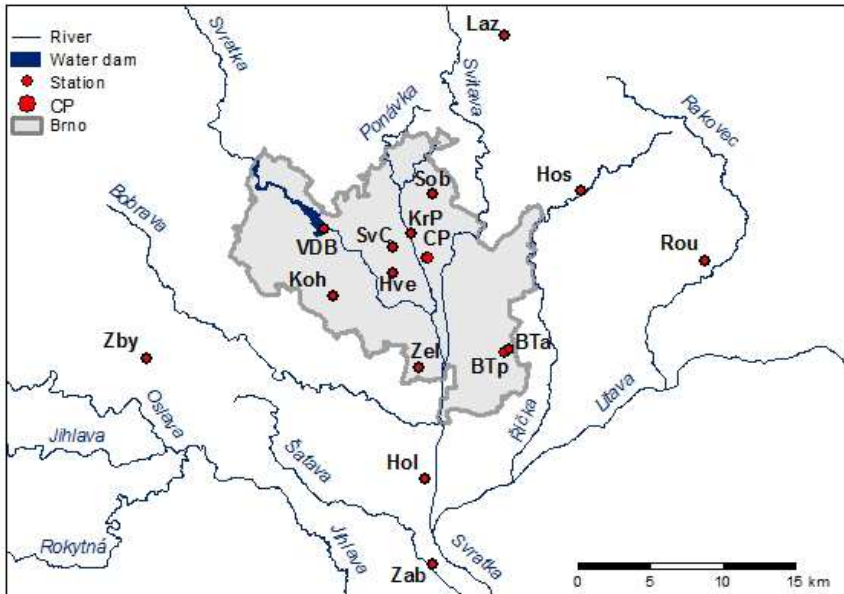 River
Water dam
Station
CP
Brno
Svratka
Laz
Svitava
Ponávka
Rakovec
Bobrava
Sob
Hos
KrP
VDB
SvC
CP
Rou
Koh
Hve
Zby
Zel
BTa
BTp
Oslava
Jihlava
Říčka
Litava
Šatava
Hol
Rokytná
Jihlava
Svratka
Zab
0 5 10 15 km